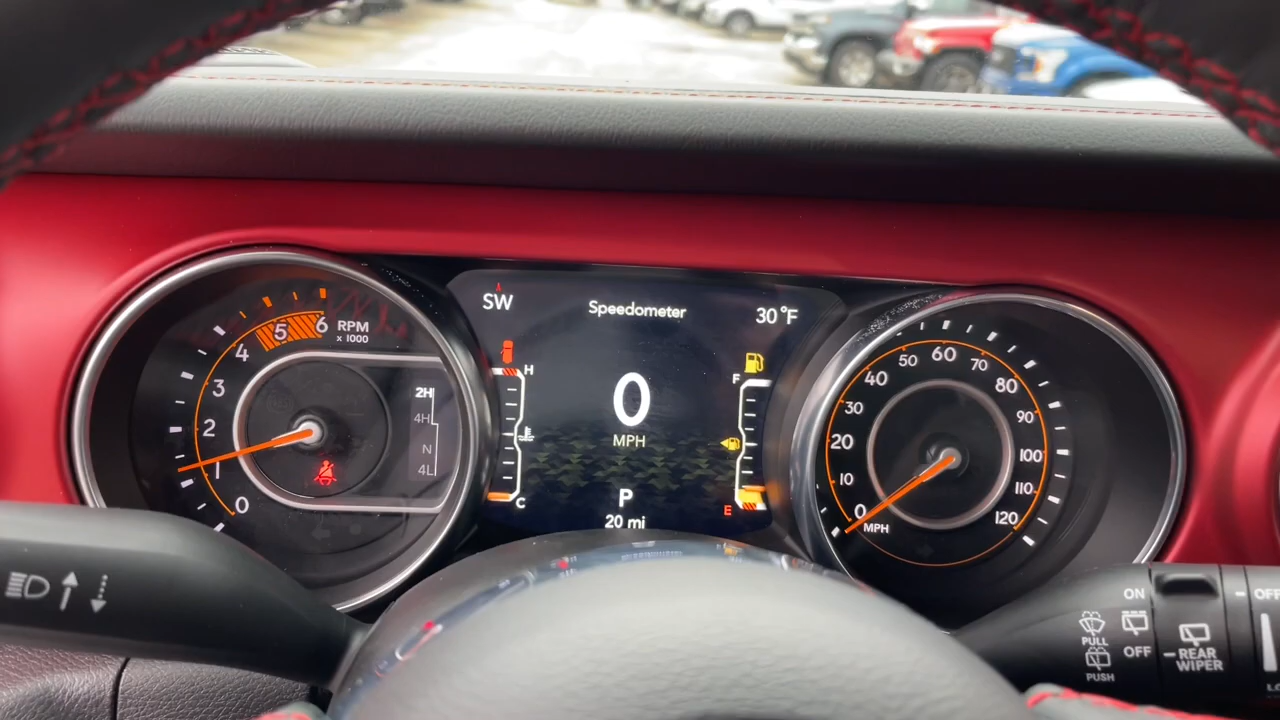 SW
Speedometer
30 °F
6
5
4
3
2
1
0
RPM
x 1000
2H
4H
N
4L
H
C
0
MPH
P
20 mi
F
E
0
10
20
30
40
50
60
70
80
90
100
110
120
MPH
ON
OFF
PULL
PUSH
REAR
WIPER
OFF